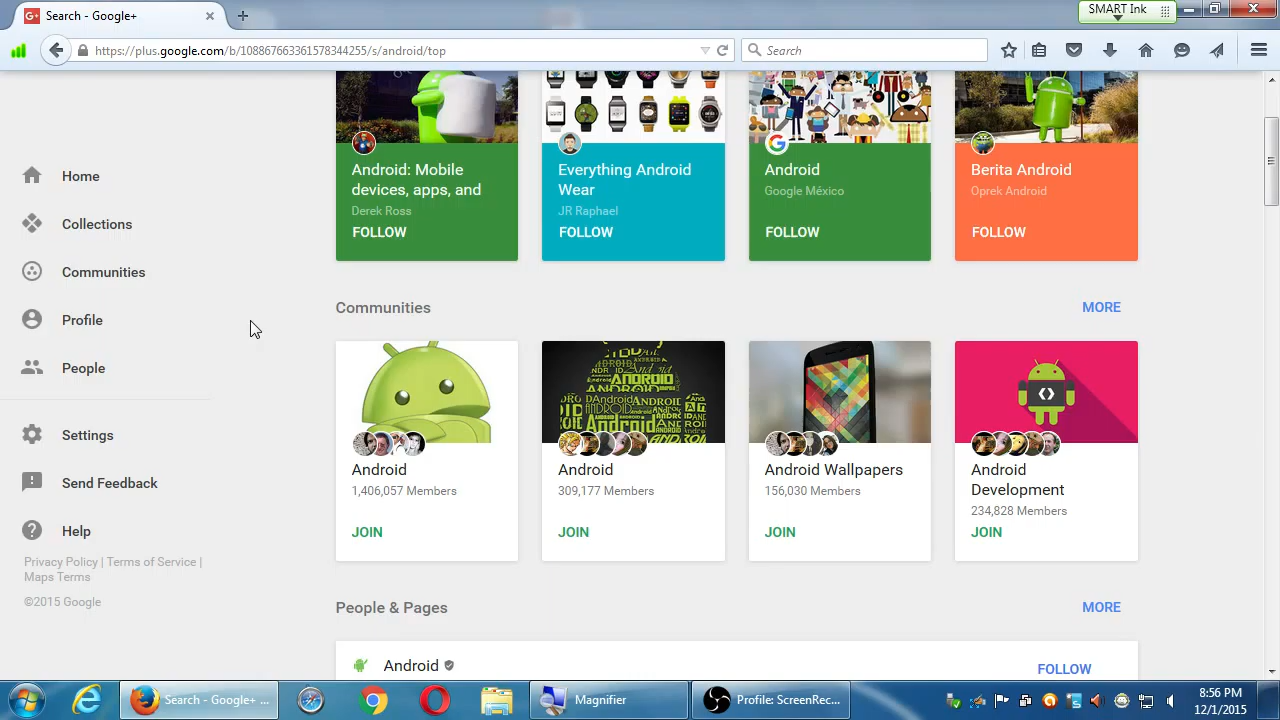 Search - Google+
SMART Ink
https://plus.google.com/b/108867663361578344255/s/android/top
Search
Home
Collections
Communities
Profile
People
Settings
Send Feedback
Help
Privacy Policy | Terms of Service |
Maps Terms
©2015 Google
Android: Mobile
devices, apps, and
Derek Ross
FOLLOW
Everything Android
Wear
JR Raphael
FOLLOW
Android
Google México
FOLLOW
Berita Android
Oprek Android
FOLLOW
Communities
MORE
Android
1,406,057 Members
JOIN
Android
309,177 Members
JOIN
Android Wallpapers
156,030 Members
JOIN
Android
Development
234,828 Members
JOIN
People & Pages
MORE
Android
FOLLOW
Search - Google+ ...
Magnifier
Profile: ScreenRec...
8:56 PM
12/1/2015